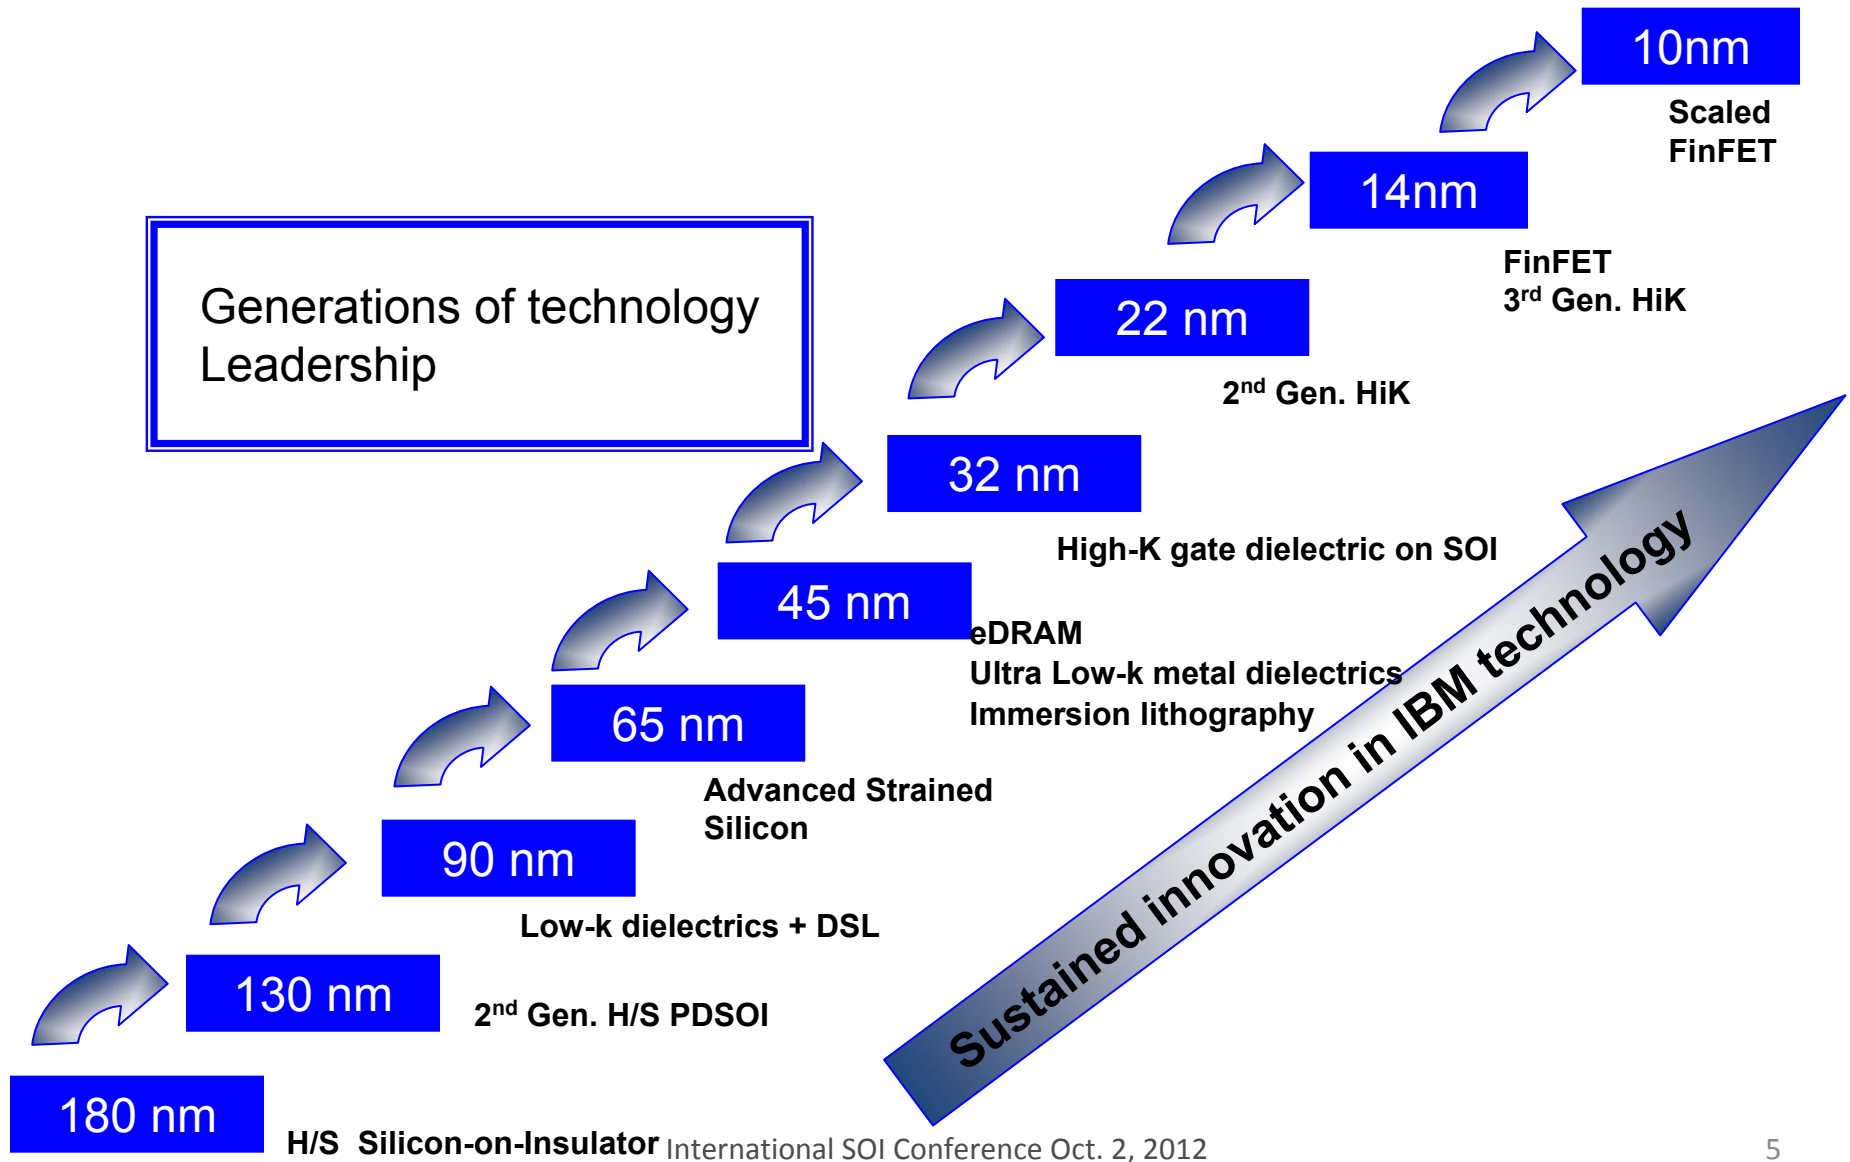 10nm
Scaled
FinFET
14nm
FinFET
3rd Gen. HiK
Generations of technology
Leadership
22 nm
2nd Gen. HiK
32 nm
High-K gate dielectric on SOI
45 nm
eDRAM
Ultra Low-k metal dielectrics
Immersion lithography
65 nm
Advanced Strained
Silicon
90 nm
Low-k dielectrics + DSL
130 nm
2nd Gen. H/S PDSOI
180 nm
H/S Silicon-on-Insulator
Sustained innovation in IBM technology
International SOI Conference Oct. 2, 2012
5